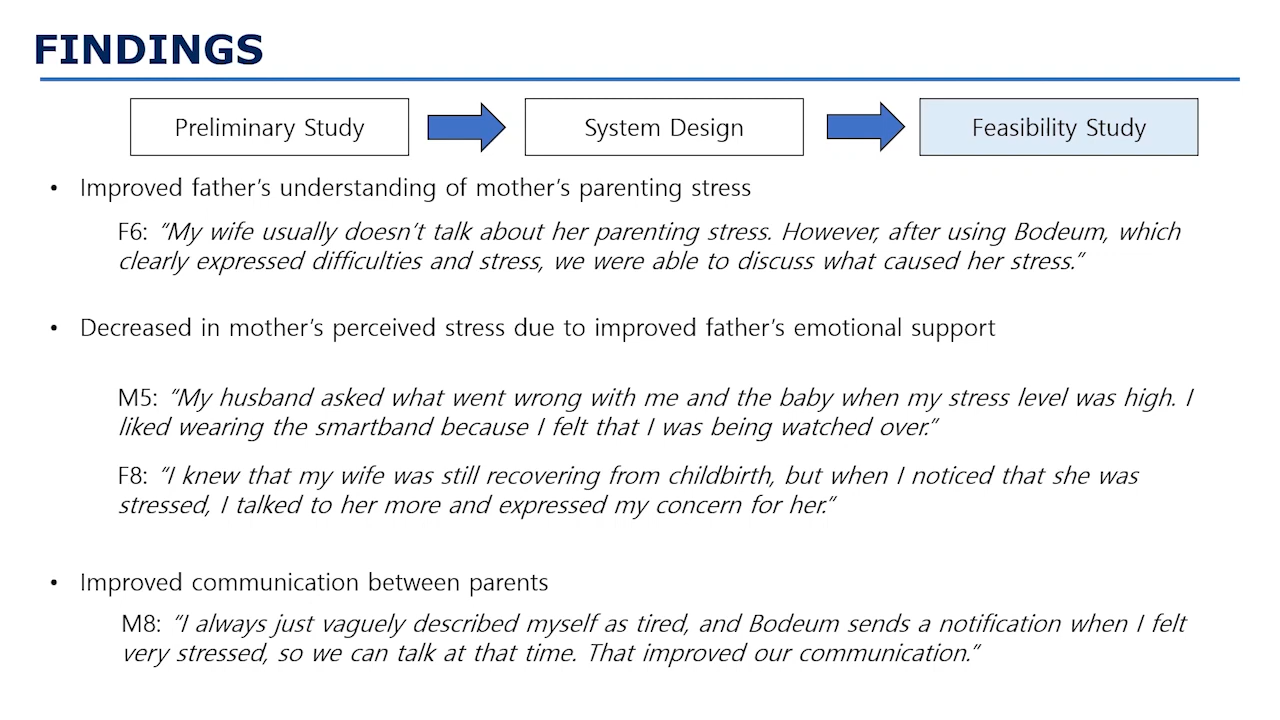 FINDINGS
Preliminary Study
System Design
Feasibility Study
• Improved father’s understanding of mother’s parenting stress
F6: “My wife usually doesn’t talk about her parenting stress. However, after using Bodeum, which
clearly expressed difficulties and stress, we were able to discuss what caused her stress.”
• Decreased in mother’s perceived stress due to improved father’s emotional support
M5: “My husband asked what went wrong with me and the baby when my stress level was high. I
liked wearing the smartband because I felt that I was being watched over.”
F8: “I knew that my wife was still recovering from childbirth, but when I noticed that she was
stressed, I talked to her more and expressed my concern for her.”
• Improved communication between parents
M8: “I always just vaguely described myself as tired, and Bodeum sends a notification when I felt
very stressed, so we can talk at that time. That improved our communication.”